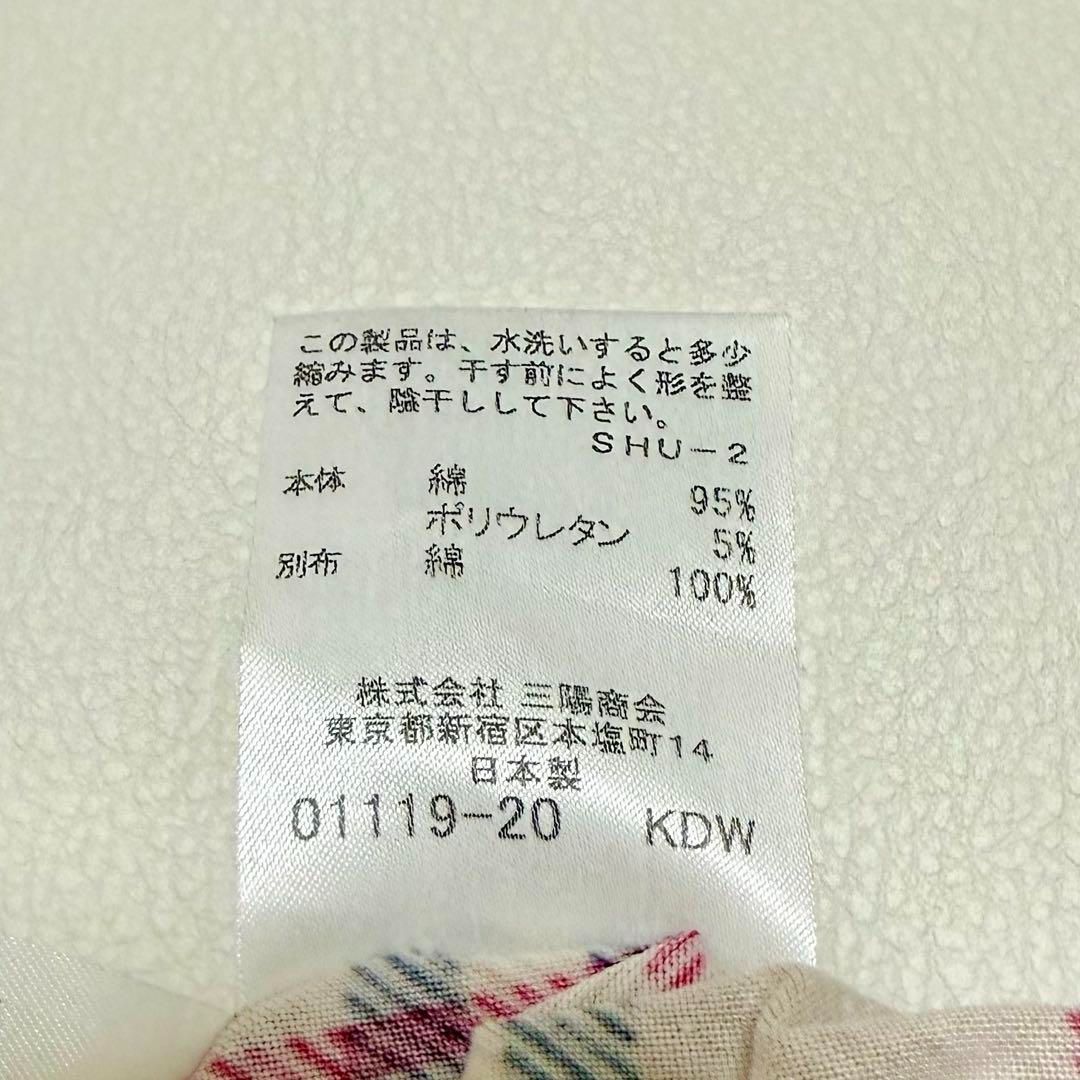 この製品は、水洗いすると多少
縮みます。干す前によく形を整
えて、陰干しして下さい。
SHU-2
本体 綿 95%
ポリウレタン 5%
別布 綿 100%
株式会社 三陽商会
東京都新宿区本塩町14
日本製
01119-20 KDW